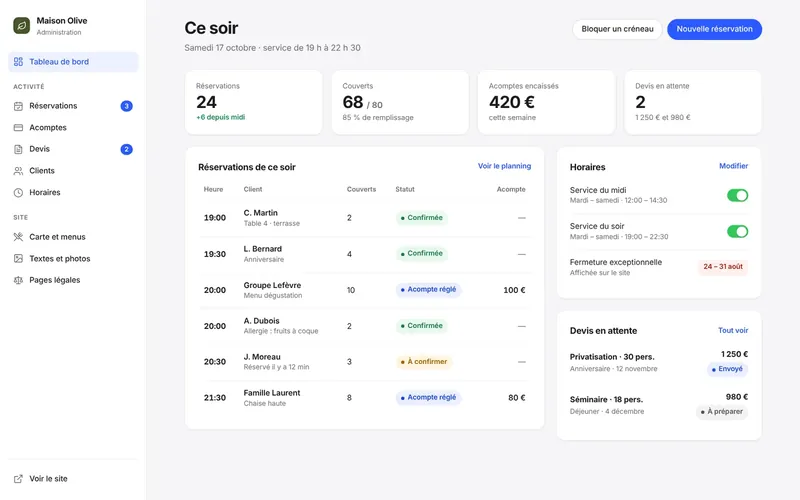 Maison Olive
Administration
Tableau de bord
ACTIVITÉ
Réservations 3
Acomptes
Devis 2
Clients
Horaires
SITE
Carte et menus
Textes et photos
Pages légales
Voir le site
Ce soir
Samedi 17 octobre · service de 19 h à 22 h 30
Bloquer un créneau
Nouvelle réservation
Réservations
24
+6 depuis midi
Couverts
68 / 80
85 % de remplissage
Acomptes encaissés
420 €
cette semaine
Devis en attente
2
1 250 € et 980 €
Réservations de ce soir
Voir le planning
Heure Client Couverts Statut Acompte
19:00 C. Martin 2 Confirmée —
Table 4 · terrasse
19:30 L. Bernard 4 Confirmée —
Anniversaire
20:00 Groupe Lefèvre 10 Acompte réglé 100 €
Menu dégustation
20:00 A. Dubois 2 Confirmée —
Allergie : fruits à coque
20:30 J. Moreau 3 À confirmer —
Réservé il y a 12 min
21:30 Famille Laurent 8 Acompte réglé 80 €
Chaise haute
Horaires
Modifier
Service du midi
Mardi – samedi · 12:00 – 14:30
Service du soir
Mardi – samedi · 19:00 – 22:30
Fermeture exceptionnelle
Affichée sur le site
24 – 31 août
Devis en attente
Tout voir
Privatisation · 30 pers. 1 250 €
Anniversaire · 12 novembre Envoyé
Séminaire · 18 pers. 980 €
Déjeuner · 4 décembre À préparer